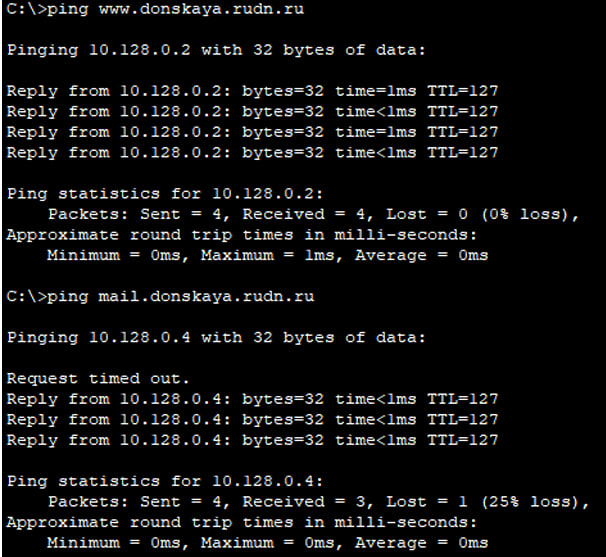 C:\>ping www.donskaya.rudn.ru
Pinging 10.128.0.2 with 32 bytes of data:
Reply from 10.128.0.2: bytes=32 time=1ms TTL=127
Reply from 10.128.0.2: bytes=32 time<1ms TTL=127
Reply from 10.128.0.2: bytes=32 time=1ms TTL=127
Reply from 10.128.0.2: bytes=32 time<1ms TTL=127
Ping statistics for 10.128.0.2:
Packets: Sent = 4, Received = 4, Lost = 0 (0% loss),
Approximate round trip times in milli-seconds:
Minimum = 0ms, Maximum = 1ms, Average = 0ms
C:\>ping mail.donskaya.rudn.ru
Pinging 10.128.0.4 with 32 bytes of data:
Request timed out.
Reply from 10.128.0.4: bytes=32 time<1ms TTL=127
Reply from 10.128.0.4: bytes=32 time<1ms TTL=127
Reply from 10.128.0.4: bytes=32 time<1ms TTL=127
Ping statistics for 10.128.0.4:
Packets: Sent = 4, Received = 3, Lost = 1 (25% loss),
Approximate round trip times in milli-seconds:
Minimum = 0ms, Maximum = 0ms, Average = 0ms